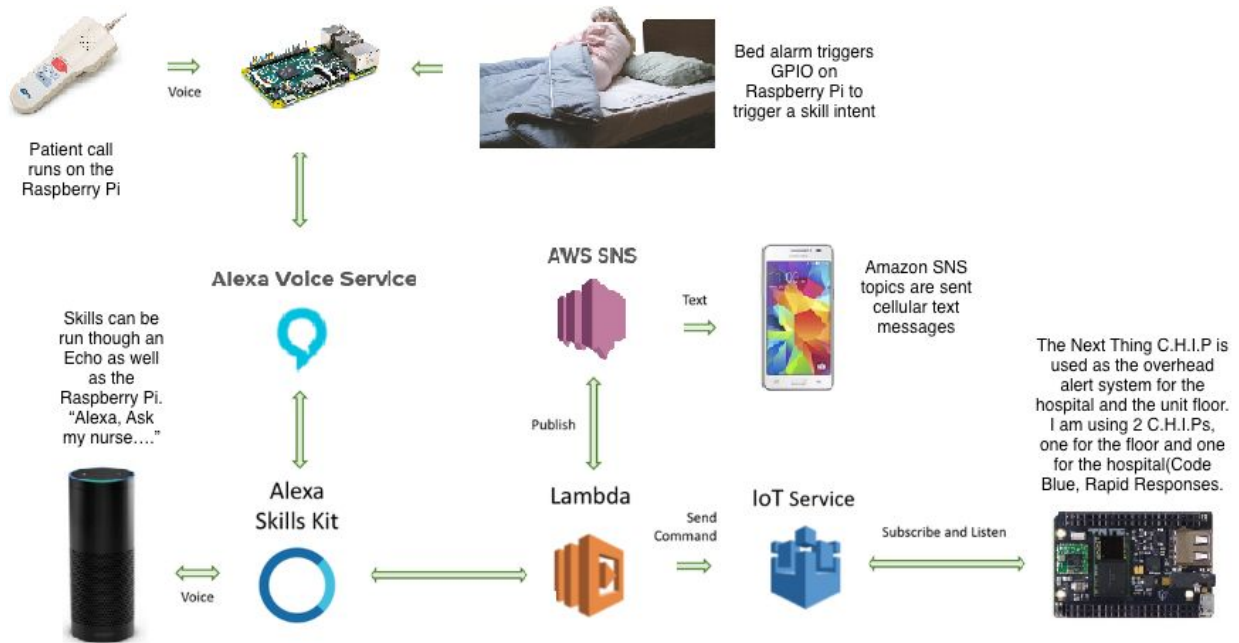 Voice
Patient call
runs on the
Raspberry Pi
Bed alarm triggers
GPIO on
Raspberry Pi to
trigger a skill intent
Alexa Voice Service
Skills can be
run though an
Echo as well
as the
Raspberry Pi.
“Alexa, Ask
my nurse….”
AWS SNS
Text
Amazon SNS
topics are sent
cellular text
messages
The Next Thing C.H.I.P is
used as the overhead
alert system for the
hospital and the unit floor.
I am using 2 C.H.I.Ps,
one for the floor and one
for the hospital(Code
Blue, Rapid Responses.
Publish
Alexa
Skills Kit
Voice
Lambda
Send
Command
IoT Service
Subscribe and Listen